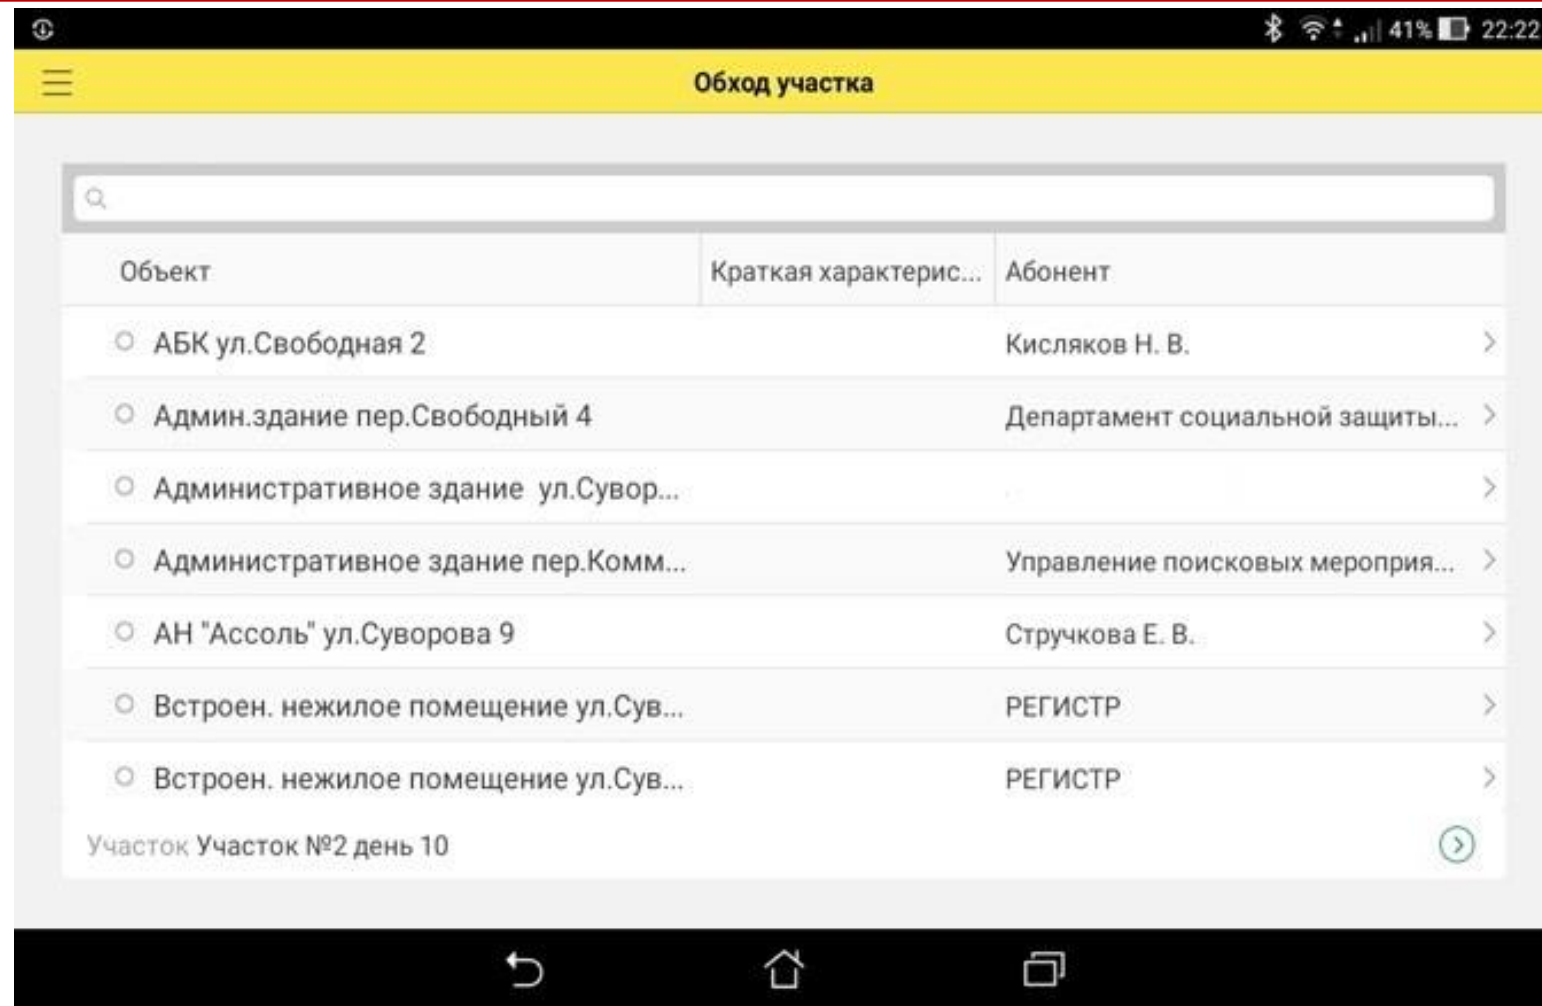 41% 22:22
Обход участка
Объект Краткая характерис... Абонент
АБК ул.Свободная 2 Кисляков Н. В.
Админ.здание пер.Свободный 4 Департамент социальной защиты...
Административное здание ул.Сувор...
Административное здание пер.Комм... Управление поисковых мероприя...
АН "Ассоль" ул.Суворова 9 Стручкова Е. В.
Встроен. нежилое помещение ул.Сув... РЕГИСТР
Встроен. нежилое помещение ул.Сув... РЕГИСТР
Участок Участок №2 день 10